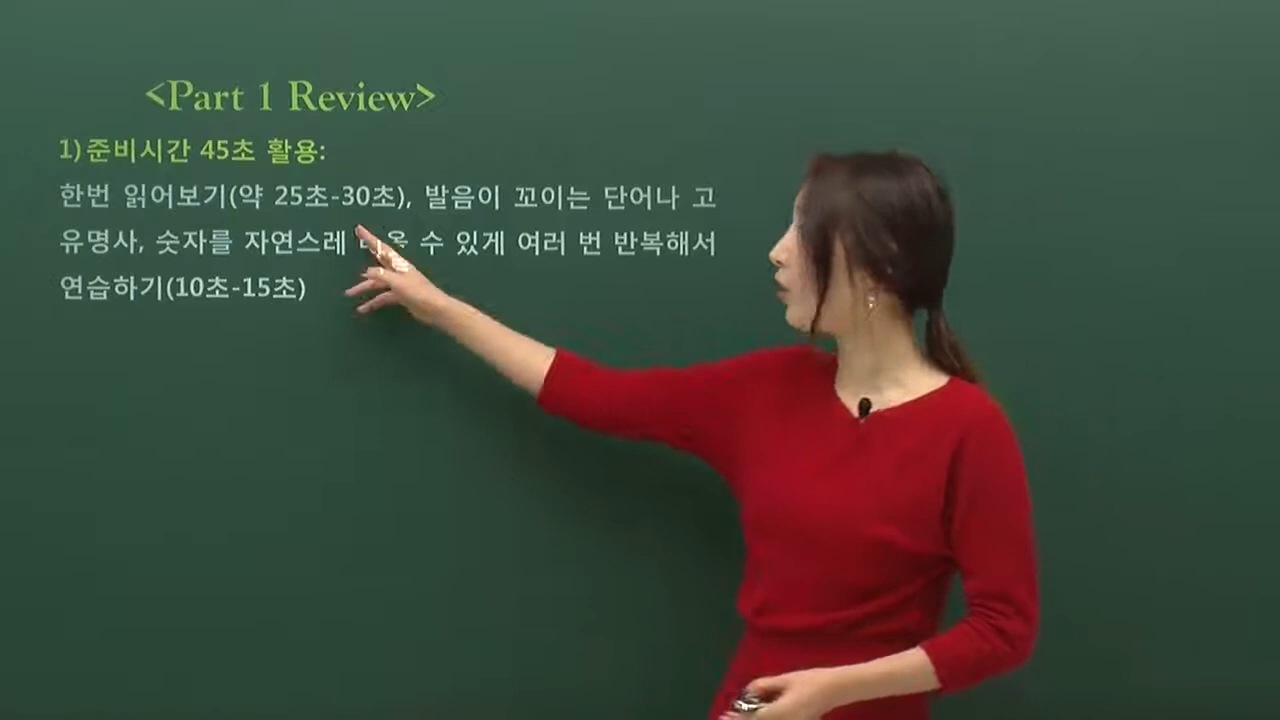 <Part 1 Review>
1) 준비시간 45초 활용:
한번 읽어보기(약 25초-30초), 발음이 꼬이는 단어나 고
유명사, 숫자를 자연스레 수 있게 여러 번 반복해서
연습하기(10초-15초)